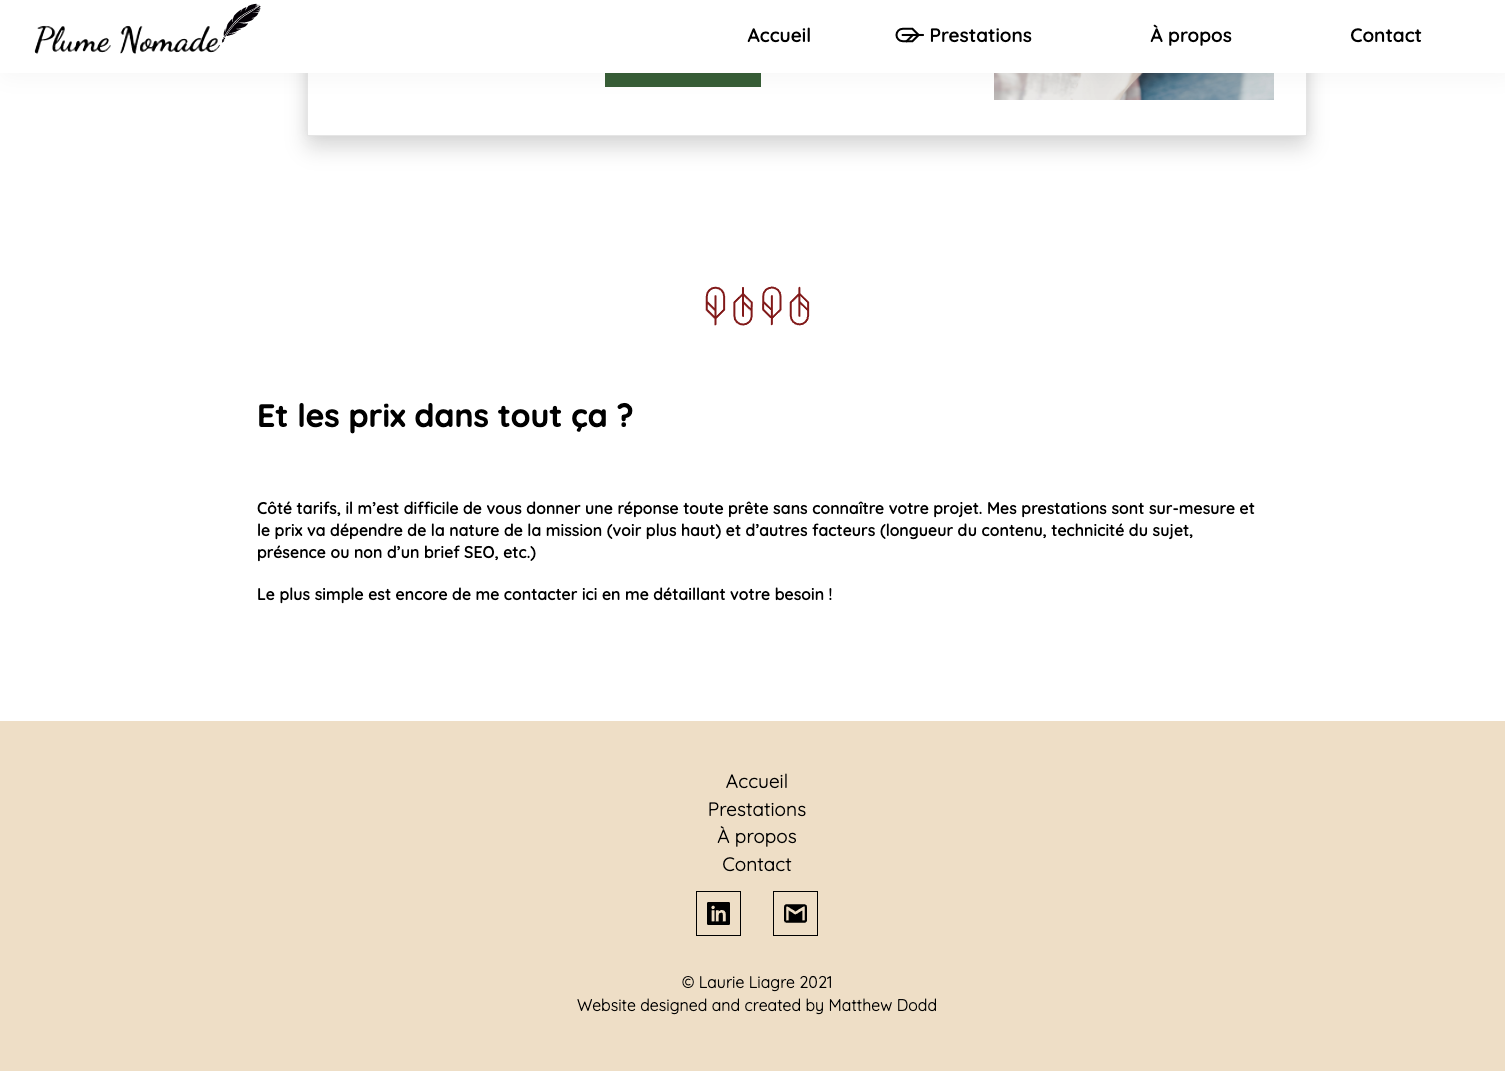 Plume Nomade
Accueil
Prestations
À propos
Contact
Et les prix dans tout ça ?
Côté tarifs, il m’est difficile de vous donner une réponse toute prête sans connaître votre projet. Mes prestations sont sur-mesure et
le prix va dépendre de la nature de la mission (voir plus haut) et d’autres facteurs (longueur du contenu, technicité du sujet,
présence ou non d’un brief SEO, etc.)
Le plus simple est encore de me contacter ici en me détaillant votre besoin !
Accueil
Prestations
À propos
Contact
in
© Laurie Liagre 2021
Website designed and created by Matthew Dodd